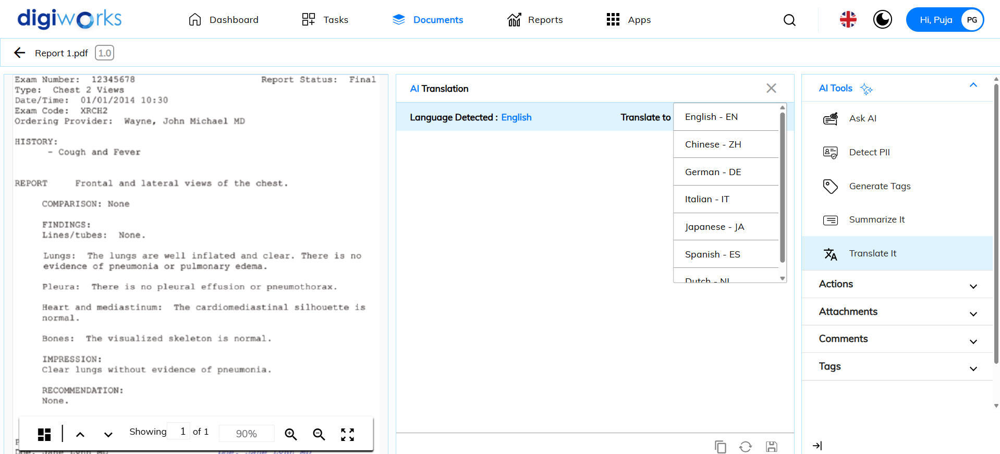 digiworks
Dashboard
Tasks
Documents
Reports
Apps
Hi, Puja PG
Report 1.pdf 1.0
Exam Number: 12345678 Report Status: Final
Type: Chest 2 Views
Date/Time: 01/01/2014 10:30
Exam Code: XRCH2
Ordering Provider: Wayne, John Michael MD
HISTORY:
- Cough and Fever
REPORT Frontal and lateral views of the chest.
COMPARISON: None
FINDINGS:
Lines/tubes: None.
Lungs: The lungs are well inflated and clear. There is no
evidence of pneumonia or pulmonary edema.
Pleura: There is no pleural effusion or pneumothorax.
Heart and mediastinum: The cardiomediastinal silhouette is
normal.
Bones: The visualized skeleton is normal.
IMPRESSION:
Clear lungs without evidence of pneumonia.
RECOMMENDATION:
None.
Showing 1 of 1 90%
AI Translation
Language Detected : English Translate to
English - EN
Chinese - ZH
German - DE
Italian - IT
Japanese - JA
Spanish - ES
Dutch - NL
AI Tools
Ask AI
Detect PII
Generate Tags
Summarize It
Translate It
Actions
Attachments
Comments
Tags